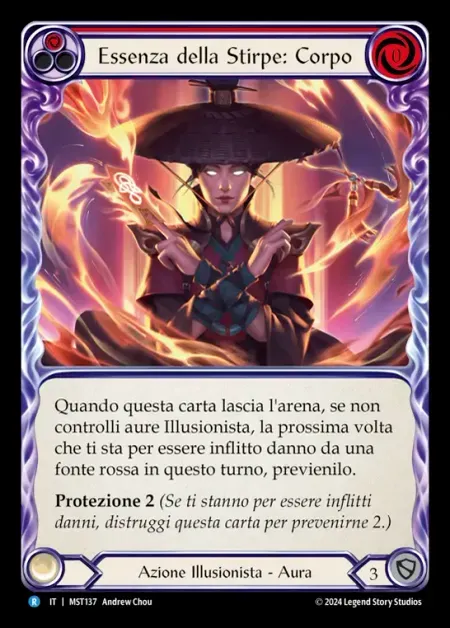 Essenza della Stirpe: Corpo
0
Quando questa carta lascia l'arena, se non
controlli aure Illusionista, la prossima volta
che ti sta per essere inflitto danno da una
fonte rossa in questo turno, previenilo.
Protezione 2 (Se ti stanno per essere inflitti
danni, distruggi questa carta per prevenirne 2.)
Azione Illusionista - Aura
3
R IT | MST137 Andrew Chou
© 2024 Legend Story Studios